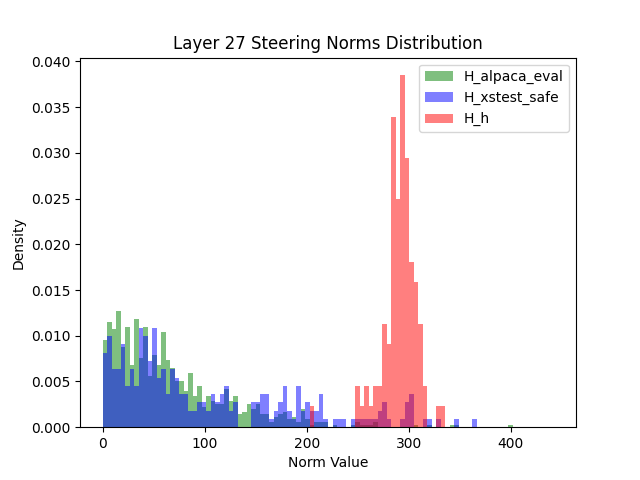 Layer 27 Steering Norms Distribution
H_alpaca_eval
H_xstest_safe
H_h
Density
0.040
0.035
0.030
0.025
0.020
0.015
0.010
0.005
0.000
0
100
200
300
400
Norm Value